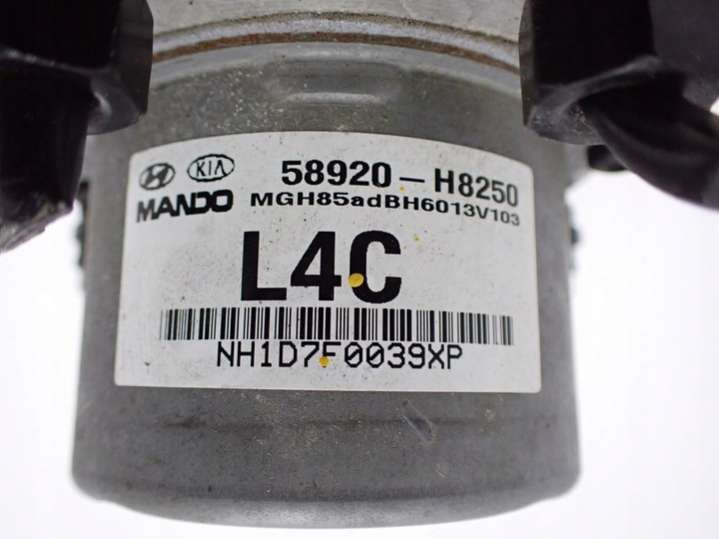 KIA 58920-H8250
MANDO MGH85adBH6013V103
L4C
NH1D7F0039XP